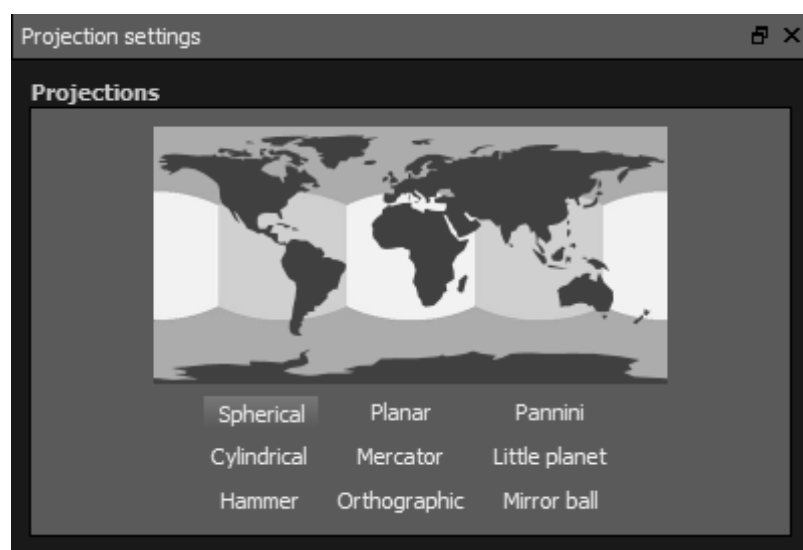 Projection settings
Projections
Spherical Planar Pannini
Cylindrical Mercator Little planet
Hammer Orthographic Mirror ball